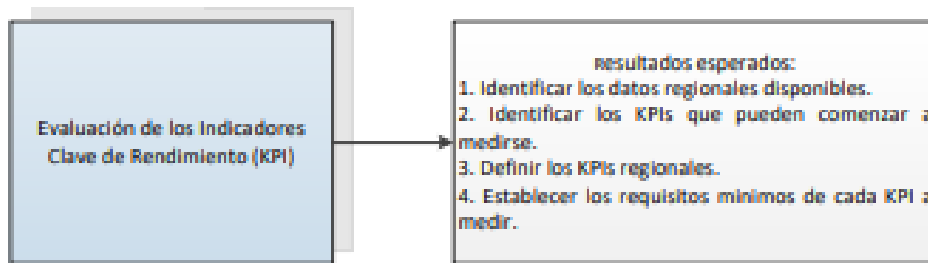 Evaluación de los Indicadores
Clave de Rendimiento (KPI)
Resultados esperados:
1. Identificar los datos regionales disponibles.
2. Identificar los KPIs que pueden comenzar a
medirse.
3. Definir los KPIs regionales.
4. Establecer los requisitos mínimos de cada KPI a
medir.